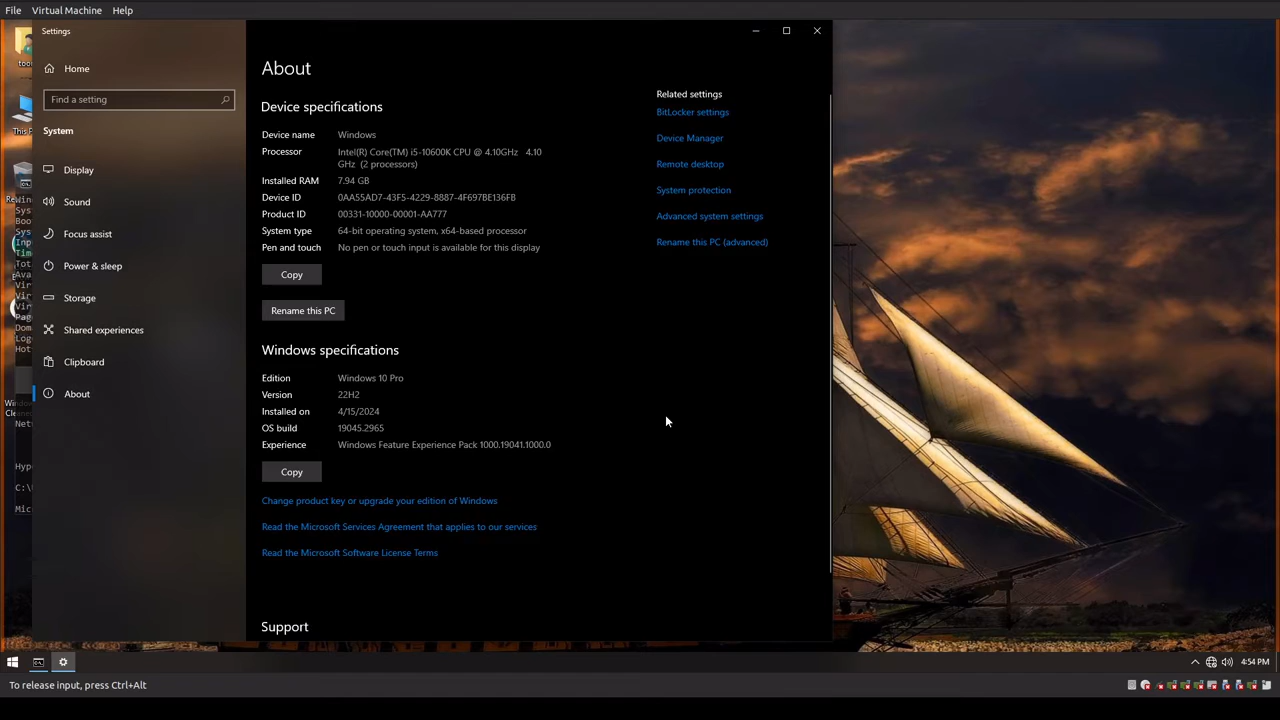 File Virtual Machine Help
Settings
Home
Find a setting
System
Display
Sound
Focus assist
Power & sleep
Storage
Shared experiences
Clipboard
About
About
Device specifications
Device name Windows
Processor Intel(R) Core(TM) i5-10600K CPU @ 4.10GHz 4.10
GHz (2 processors)
Installed RAM 7.94 GB
Device ID 0AA55AD7-43F5-4229-8887-4F697BE136FB
Product ID 00331-10000-00001-AA777
System type 64-bit operating system, x64-based processor
Pen and touch No pen or touch input is available for this display
Copy
Rename this PC
Windows specifications
Edition Windows 10 Pro
Version 22H2
Installed on 4/15/2024
OS build 19045.2965
Experience Windows Feature Experience Pack 1000.19041.1000.0
Copy
Change product key or upgrade your edition of Windows
Read the Microsoft Services Agreement that applies to our services
Read the Microsoft Software License Terms
Support
Related settings
BitLocker settings
Device Manager
Remote desktop
System protection
Advanced system settings
Rename this PC (advanced)
4:54 PM
To release input, press Ctrl+Alt